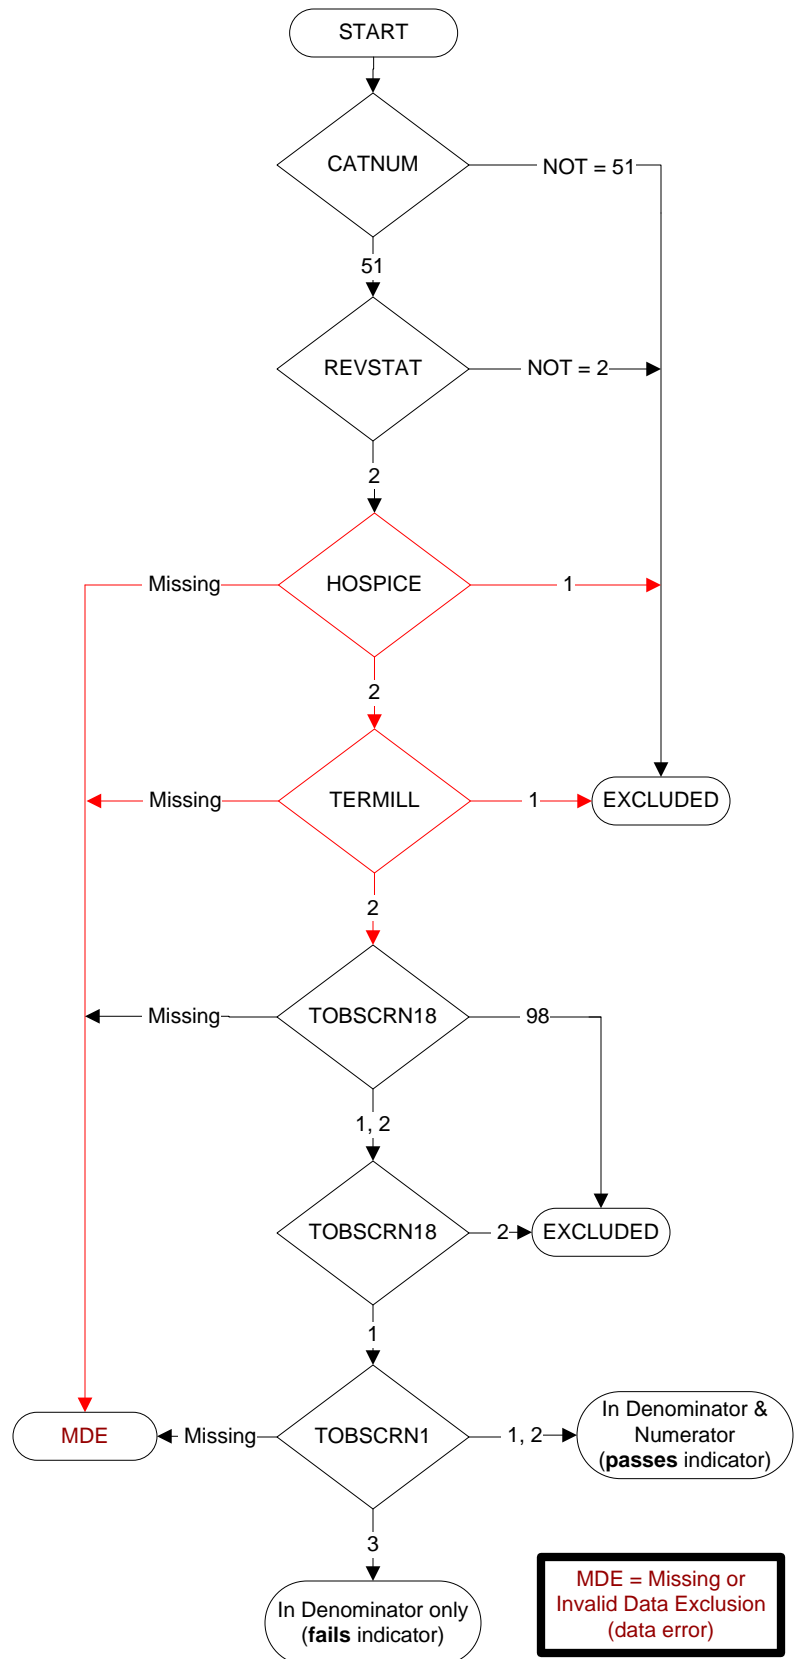 START
CATNUM
NOT = 51
51
REVSTAT
NOT = 2
2
Missing
HOSPICE
1
2
Missing
TERMILL
1
EXCLUDED
2
Missing
TOBSCRN18
98
1, 2
TOBSCRN18
2
EXCLUDED
1
MDE
Missing
TOBSCRN1
1, 2
In Denominator &
Numerator
(passes indicator)
3
In Denominator only
(fails indicator)
MDE = Missing or
Invalid Data Exclusion
(data error)